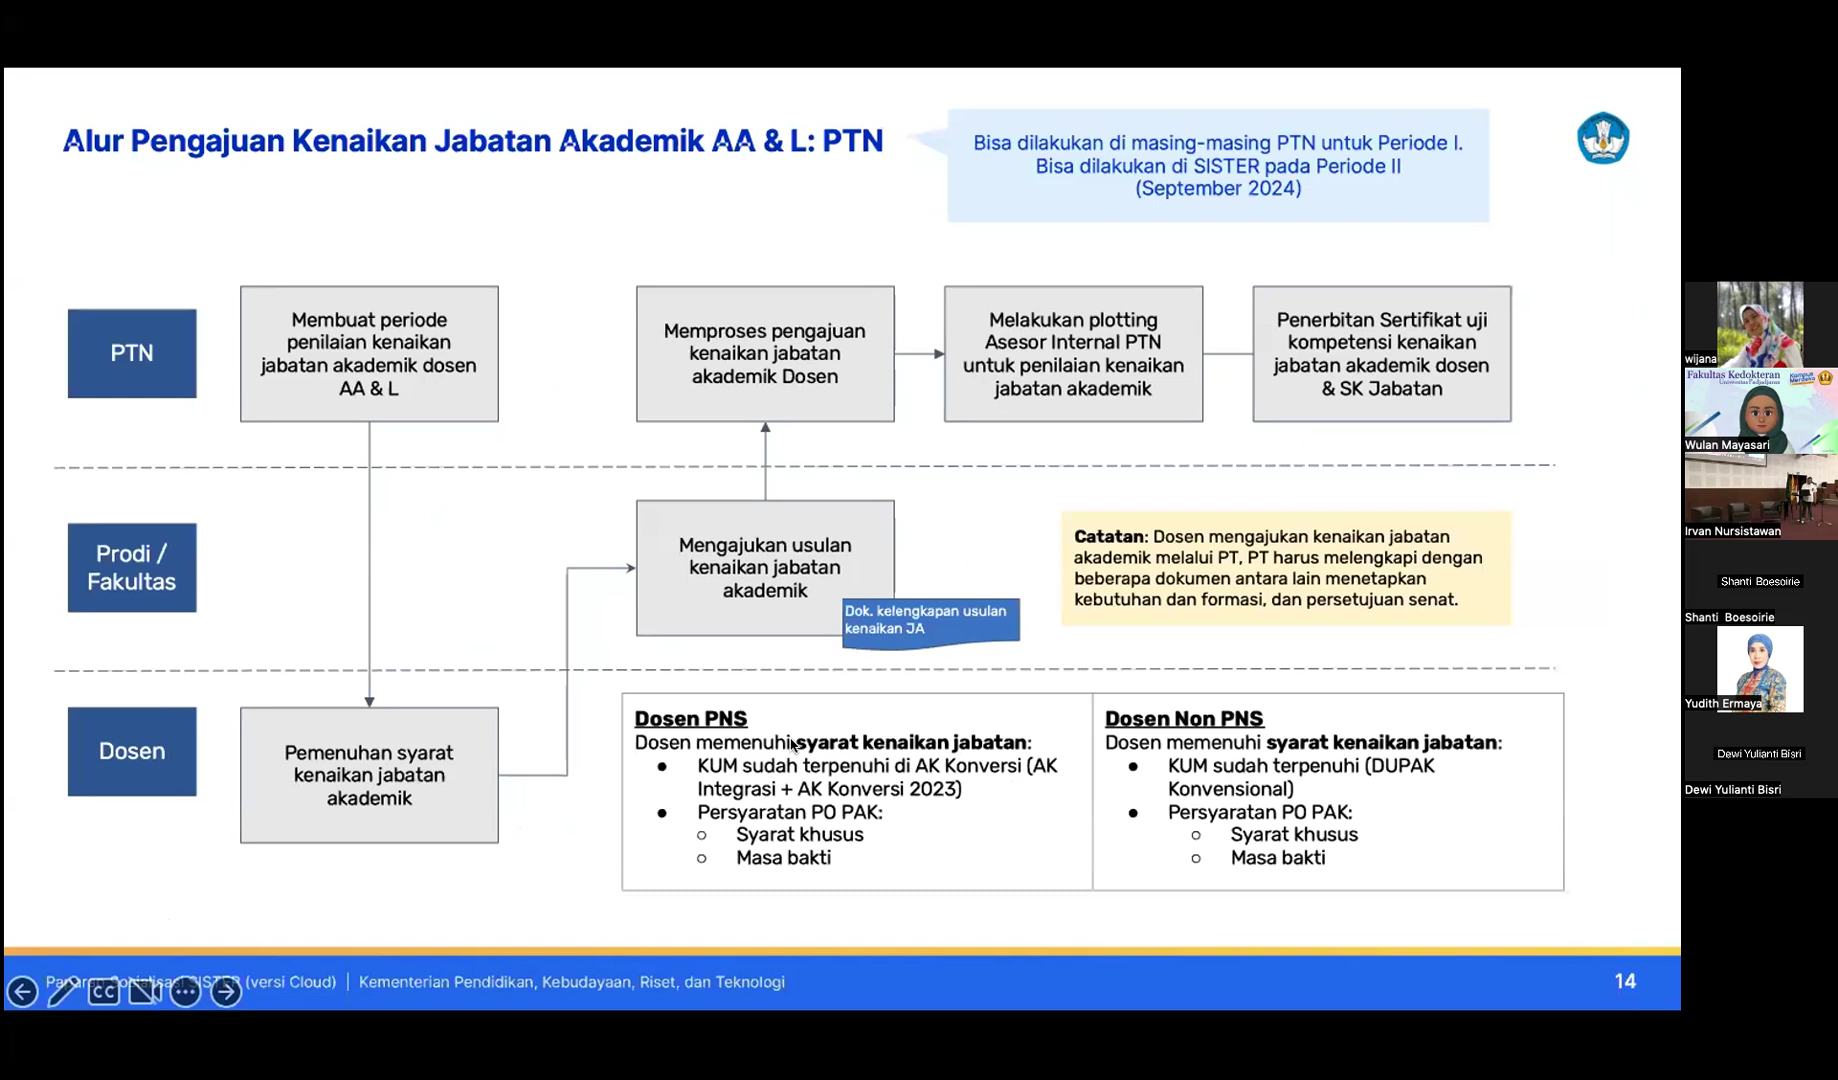 Alur Pengajuan Kenaikan Jabatan Akademik AA & L: PTN
Bisa dilakukan di masing-masing PTN untuk Periode I.
Bisa dilakukan di SISTER pada Periode II
(September 2024)
PTN
Membuat periode
penilaian kenaikan
jabatan akademik dosen
AA & L
Memproses pengajuan
kenaikan jabatan
akademik Dosen
Melakukan plotting
Asesor Internal PTN
untuk penilaian kenaikan
jabatan akademik
Penerbitan Sertifikat uji
kompetensi kenaikan
jabatan akademik dosen
& SK Jabatan
Prodi /
Fakultas
Mengajukan usulan
kenaikan jabatan
akademik
Dok. kelengkapan usulan
kenaikan JA
Catatan: Dosen mengajukan kenaikan jabatan
akademik melalui PT, PT harus melengkapi dengan
beberapa dokumen antara lain menetapkan
kebutuhan dan formasi, dan persetujuan senat.
Dosen
Pemenuhan syarat
kenaikan jabatan
akademik
Dosen PNS
Dosen memenuhi syarat kenaikan jabatan:
● KUM sudah terpenuhi di AK Konversi (AK
Integrasi + AK Konversi 2023)
● Persyaratan PO PAK:
○ Syarat khusus
○ Masa bakti
Dosen Non PNS
Dosen memenuhi syarat kenaikan jabatan:
● KUM sudah terpenuhi (DUPAK
Konvensional)
● Persyaratan PO PAK:
○ Syarat khusus
○ Masa bakti
Paparan Sosialisasi SISTER (versi Cloud) | Kementerian Pendidikan, Kebudayaan, Riset, dan Teknologi
CC
14
wijana
Fakultas Kedokteran
Universitas Padjadjaran
Kampus
Merdeka
Wulan Mayasari
Irvan Nursistawan
Shanti Boesoirie
Shanti Boesoirie
Yudith Ermaya
Dewi Yulianti Bisri
Dewi Yulianti Bisri